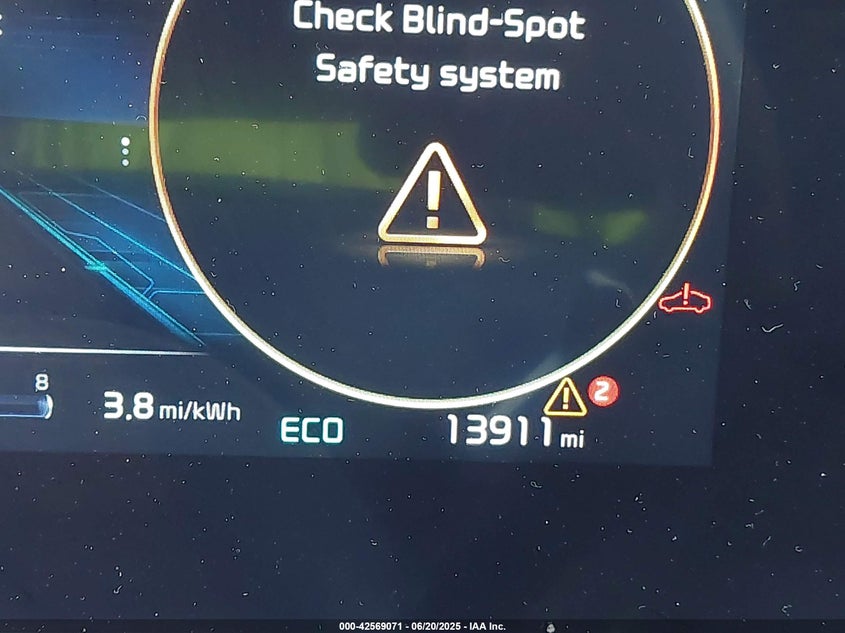 Check Blind-Spot
Safety system
8
3.8 mi/kWh
ECO
13911 mi
2
000-42569071 - 06/20/2025 - IAA Inc.